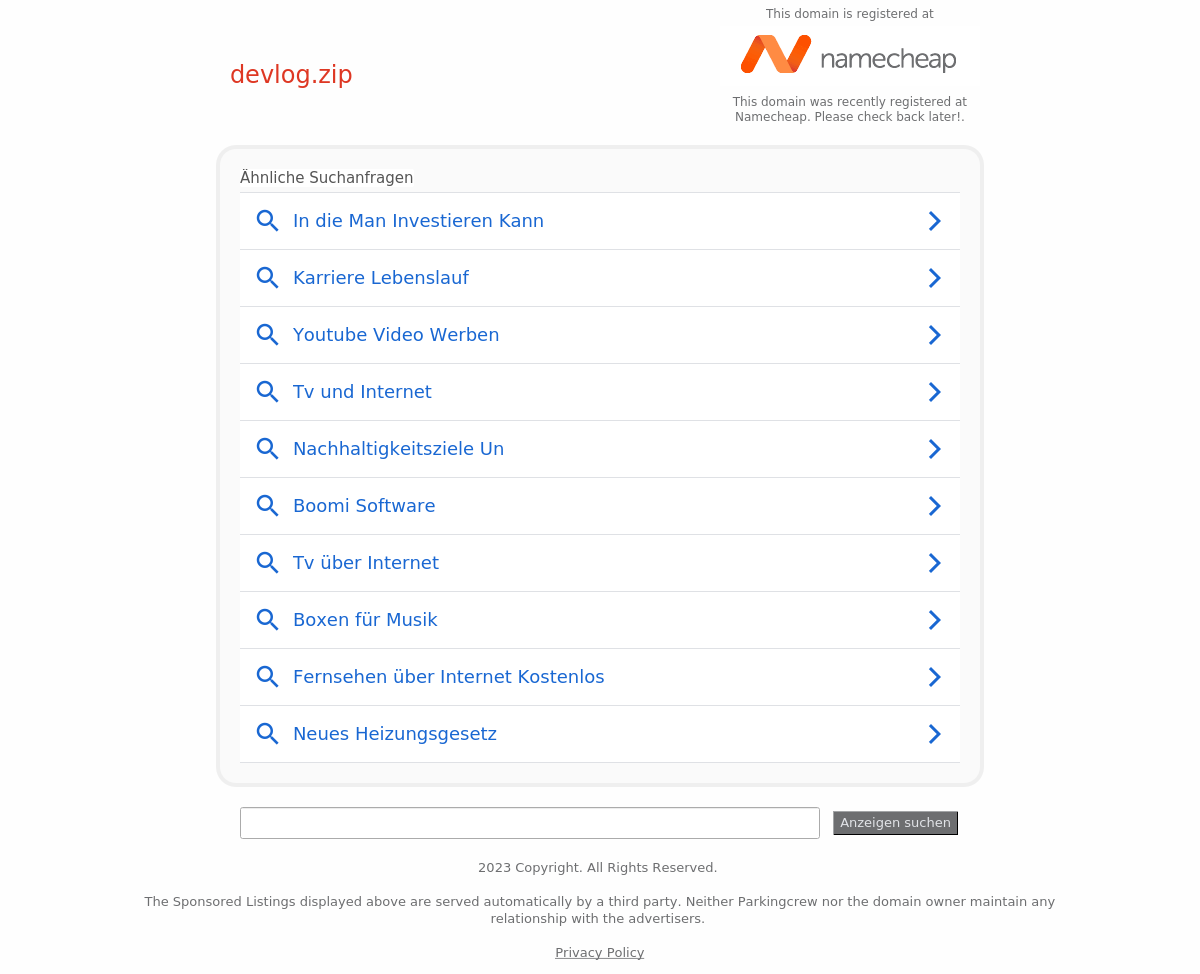 This domain is registered at
namecheap
devlog.zip
This domain was recently registered at
Namecheap. Please check back later!.
Ähnliche Suchanfragen
In die Man Investieren Kann
Karriere Lebenslauf
Youtube Video Werben
Tv und Internet
Nachhaltigkeitsziele Un
Boomi Software
Tv über Internet
Boxen für Musik
Fernsehen über Internet Kostenlos
Neues Heizungsgesetz
Anzeigen suchen
2023 Copyright. All Rights Reserved.
The Sponsored Listings displayed above are served automatically by a third party. Neither Parkingcrew nor the domain owner maintain any
relationship with the advertisers.
Privacy Policy